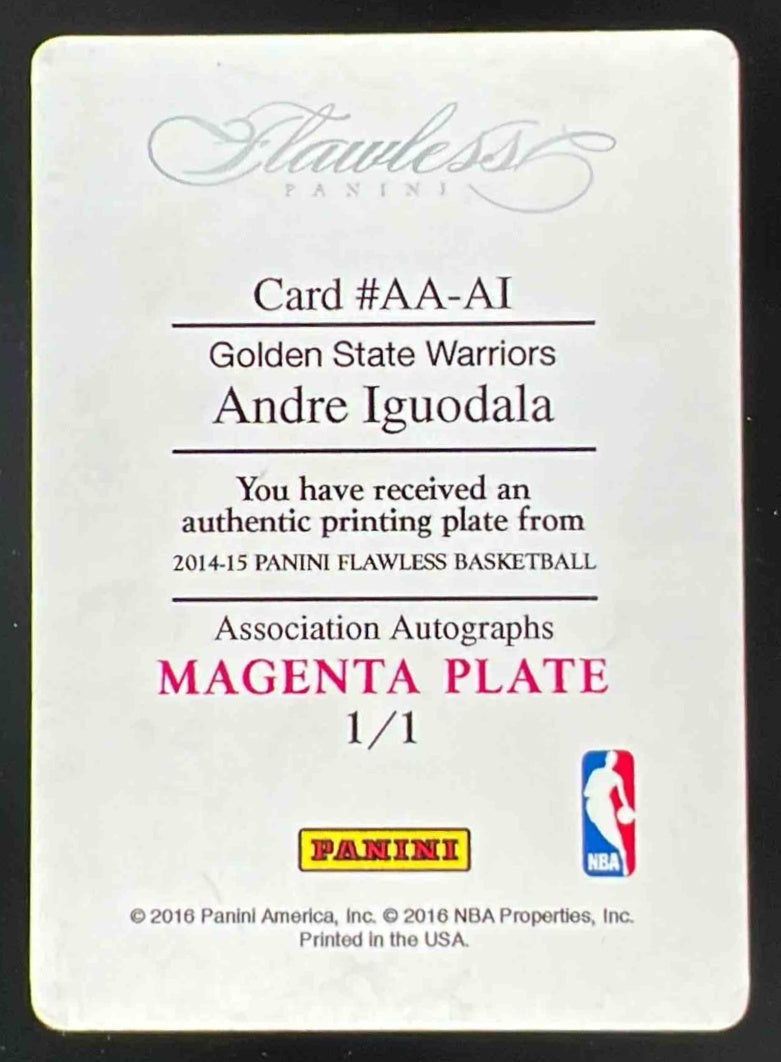 Flawless
PANINI
Card #AA-AI
Golden State Warriors
Andre Iguodala
You have received an
authentic printing plate from
2014-15 PANINI FLAWLESS BASKETBALL
Association Autographs
MAGENTA PLATE
1/1
NBA
PANINI
© 2016 Panini America, Inc. © 2016 NBA Properties, Inc.
Printed in the USA.